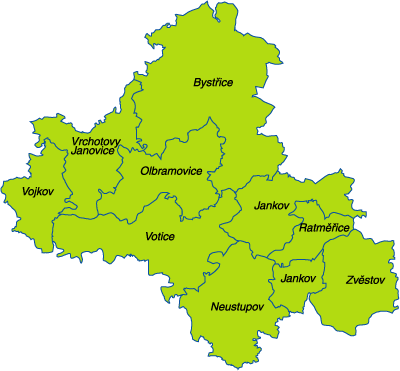 Bystřice
Vrchotovy
Janovice
Olbramovice
Vojkov
Jankov
Ratměřice
Votice
Jankov
Zvěstov
Neustupov